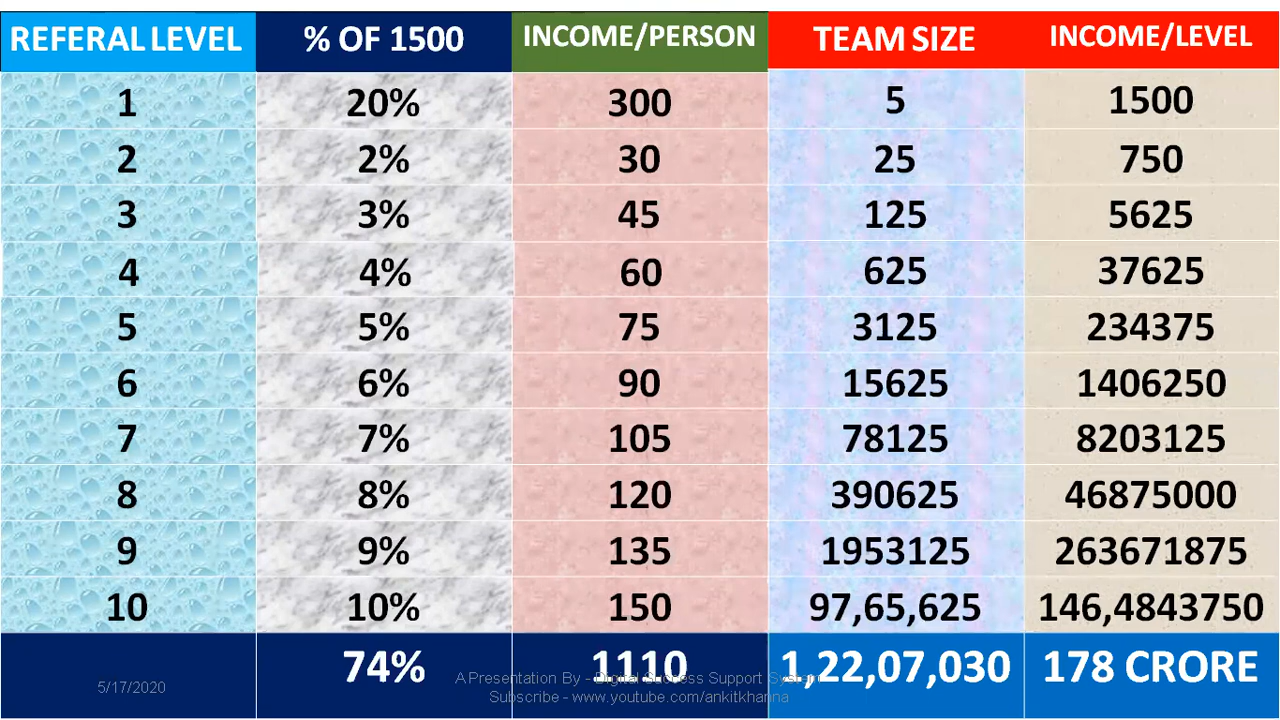 REFERAL LEVEL % OF 1500 INCOME/PERSON TEAM SIZE INCOME/LEVEL
1 20% 300 5 1500
2 2% 30 25 750
3 3% 45 125 5625
4 4% 60 625 37625
5 5% 75 3125 234375
6 6% 90 15625 1406250
7 7% 105 78125 8203125
8 8% 120 390625 46875000
9 9% 135 1953125 263671875
10 10% 150 97,65,625 146,4843750
74% 1110 1,22,07,030 178 CRORE
5/17/2020 A Presentation By - Digital Success Support System
Subscribe - www.youtube.com/ankitkhanna